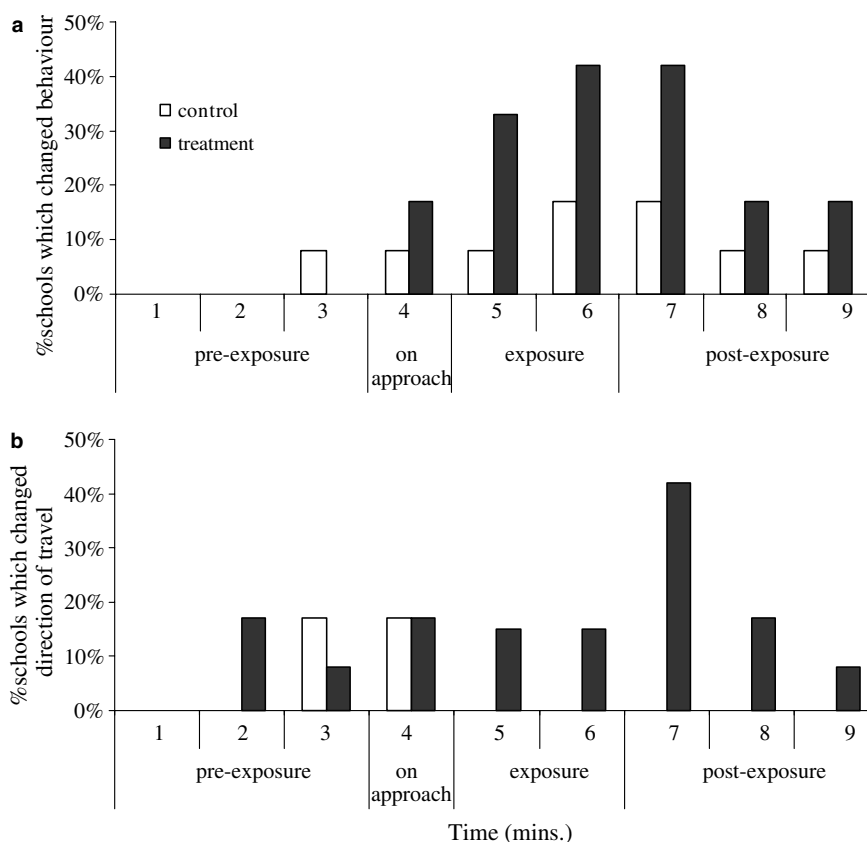 a
%schools which changed behaviour
50%
40%
30%
20%
10%
0%
control
treatment
1 2 3 4 5 6 7 8 9
pre-exposure on approach exposure post-exposure
b
%schools which changed
direction of travel
50%
40%
30%
20%
10%
0%
1 2 3 4 5 6 7 8 9
pre-exposure on approach exposure post-exposure
Time (mins.)